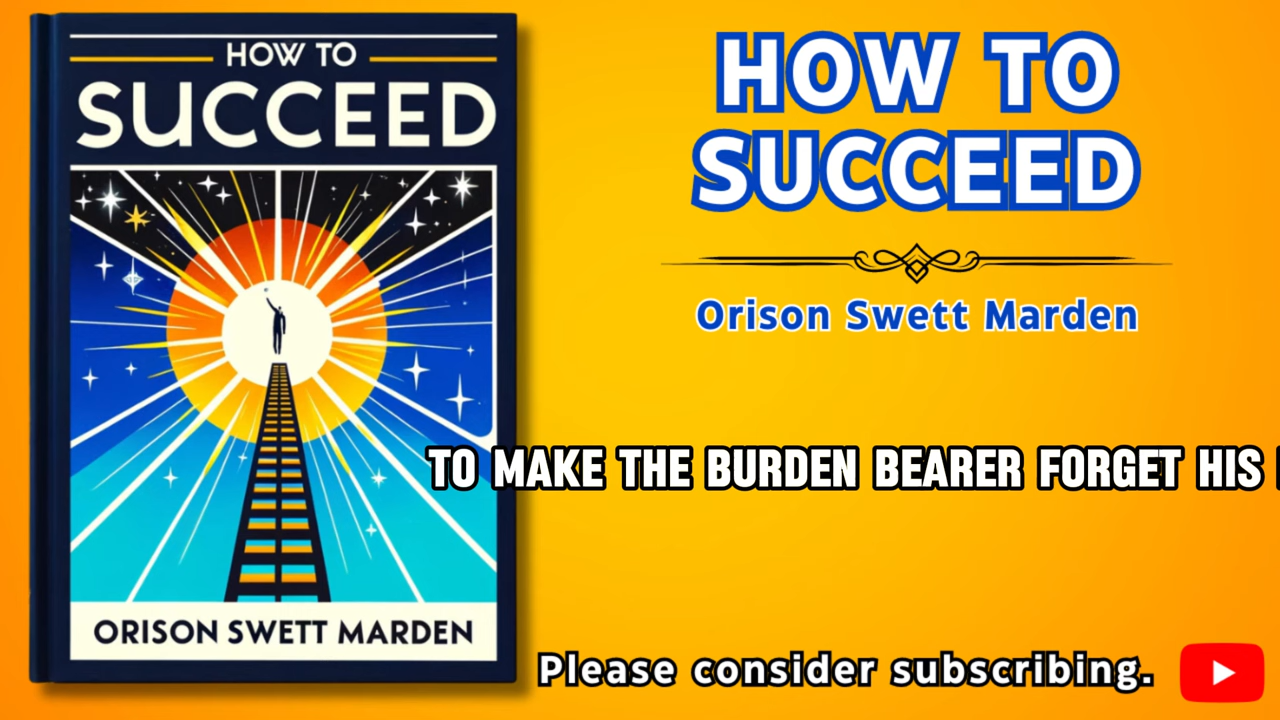 HOW TO
SUCCEED
ORISON SWETT MARDEN
HOW TO
SUCCEED
Orison Swett Marden
TO MAKE THE BURDEN BEARER FORGET HIS
Please consider subscribing.